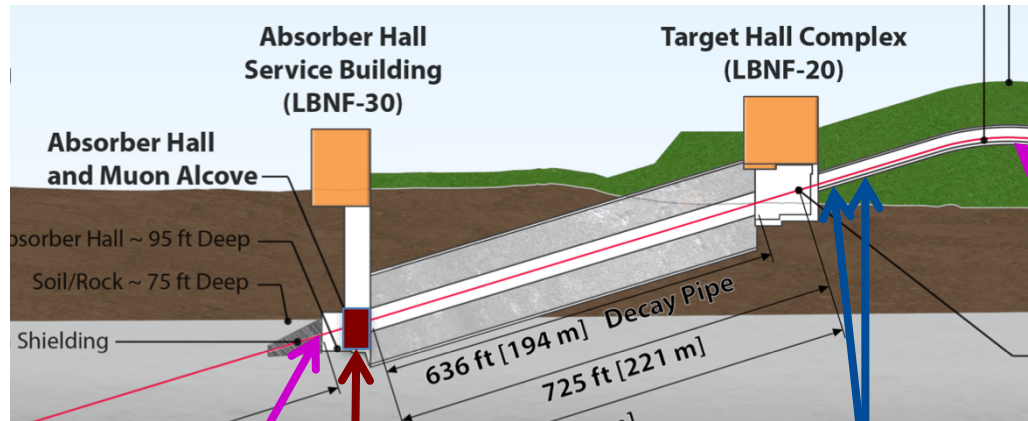 Absorber Hall
Service Building
(LBNF-30)
Target Hall Complex
(LBNF-20)
Absorber Hall
and Muon Alcove
Hall ~ 95 ft Deep
Soil/Rock ~ 75 ft Deep
Shielding
636 ft [194 m] Decay Pipe
725 ft [221 m]